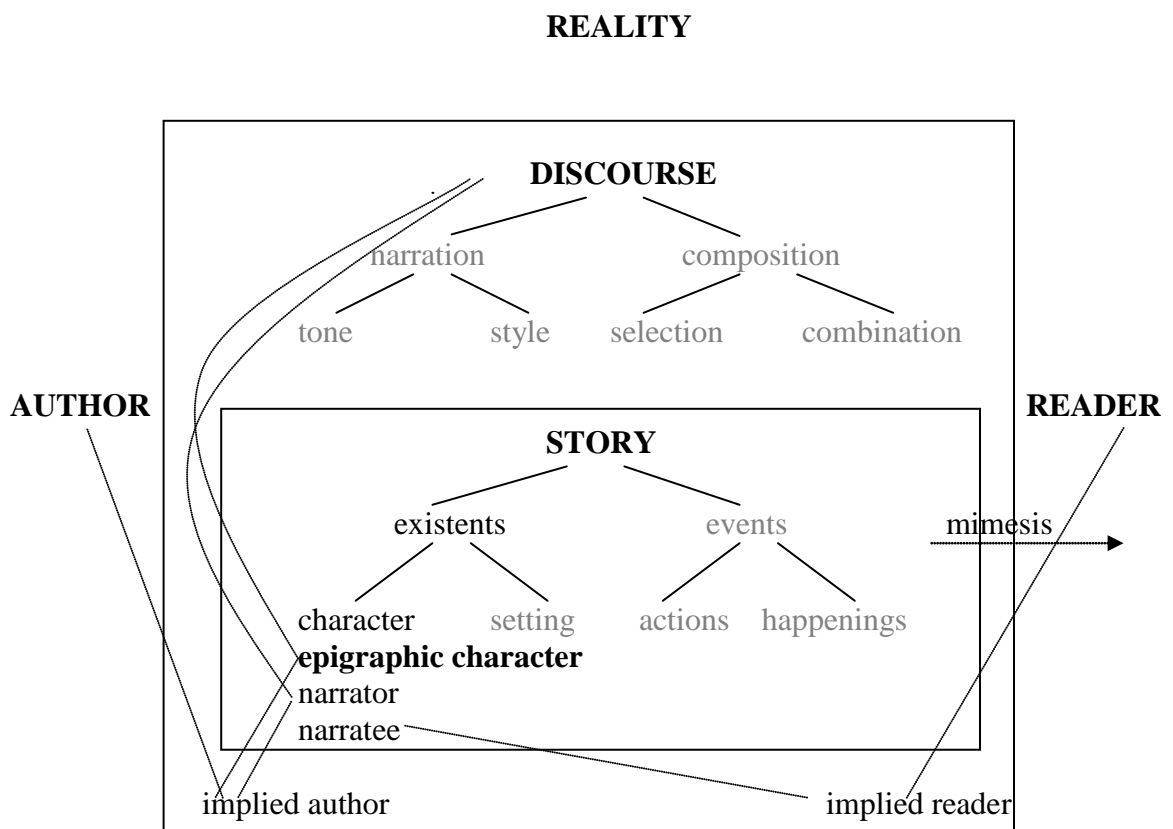 REALITY
DISCOURSE
narration composition
tone style selection combination
AUTHOR READER
STORY
existents events mimesis
character setting actions happenings
epigraphic character
narrator
narratee
implied author implied reader